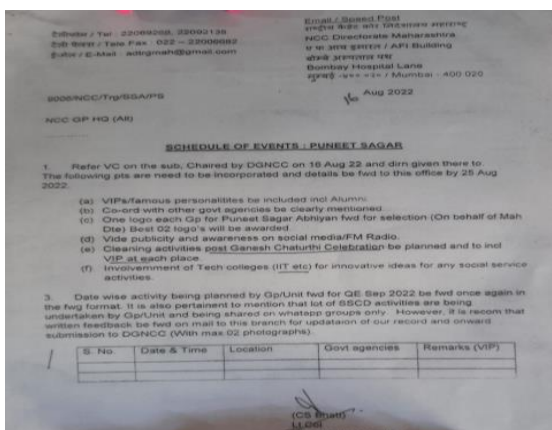 Email / Speed Post
टेलिफोन / Tel : 22069268, 22092138
राष्ट्रीय कैडेट कोर निदेशालय महाराष्ट्र
टेली फैक्स / Tele Fax : 022 – 22006682
NCC Directorate Maharashtra
ई-मेल / E-Mail : adtrgmah@gmail.com
AFI Building
Bombay Hospital Lane
मुम्बई / Mumbai - 400 020
9006/NCC/Trg/SSA/PS
Aug 2022
NCC GP HQ (All)
SCHEDULE OF EVENTS : PUNEET SAGAR
1. Refer VC on the sub, Chaired by DGNCC on 16 Aug 22 and dirn given there to.
The following pts are need to be incorporated and details be fwd to this office by 25 Aug
2022.
(a) VIPs/famous personalities be included incl Alumni.
(b) Co-ord with other govt agencies be clearly mentioned.
(c) One logo each Gp for Puneet Sagar Abhiyan fwd for selection (On behalf of Mah
Dte) Best 02 logo's will be awarded.
(d) Vide publicity and awareness on social media/FM Radio.
(e) Cleaning activities post Ganesh Chaturthi Celebration be planned and to incl
VIP at each place.
(f) Involvemment of Tech colleges (IIT etc) for innovative ideas for any social service
activities.
3. Date wise activity being planned by Gp/Unit fwd for QE Sep 2022 be fwd once again in
the fwg format. It is also pertainent to mention that lot of SSCD activities are being
undertaken by Gp/Unit and being shared on whatapp groups only. However, it is recom that
written feedback be fwd on mail to this branch for updataion of our record and onward
submission to DGNCC (With max 02 photographs).
S. No. Date & Time Location Govt agencies Remarks (VIP)
(CS Bhatt)
Lt Col